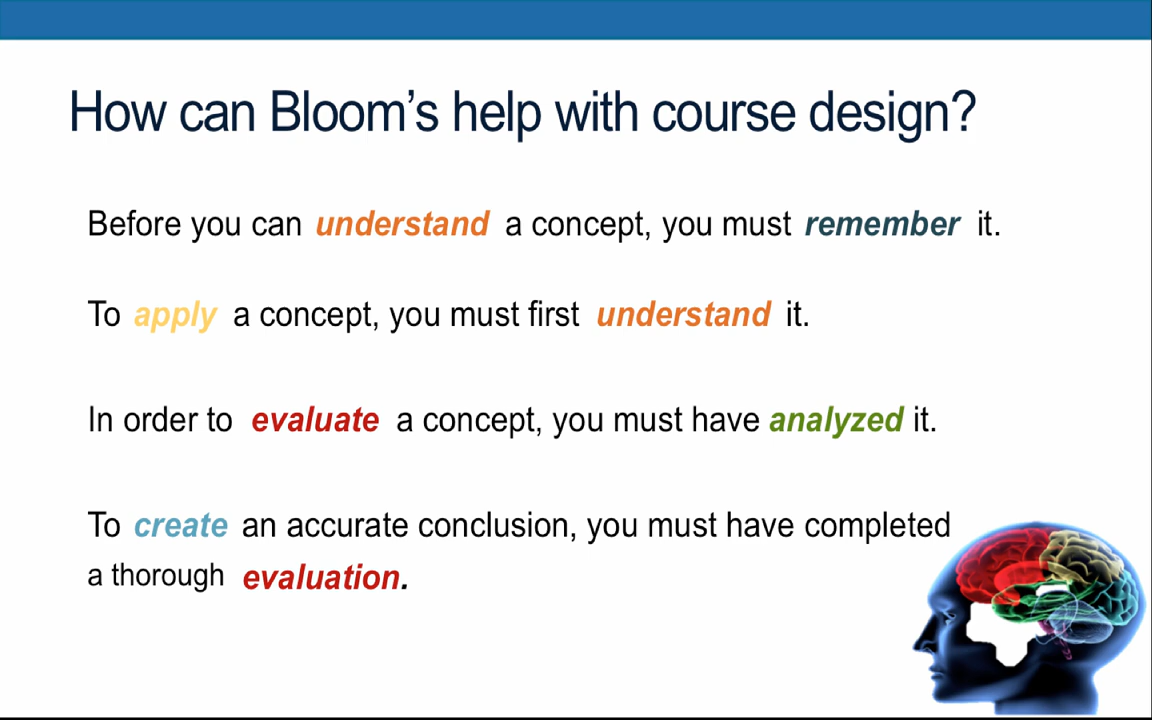 How can Bloom’s help with course design?
Before you can understand a concept, you must remember it.
To apply a concept, you must first understand it.
In order to evaluate a concept, you must have analyzed it.
To create an accurate conclusion, you must have completed
a thorough evaluation.